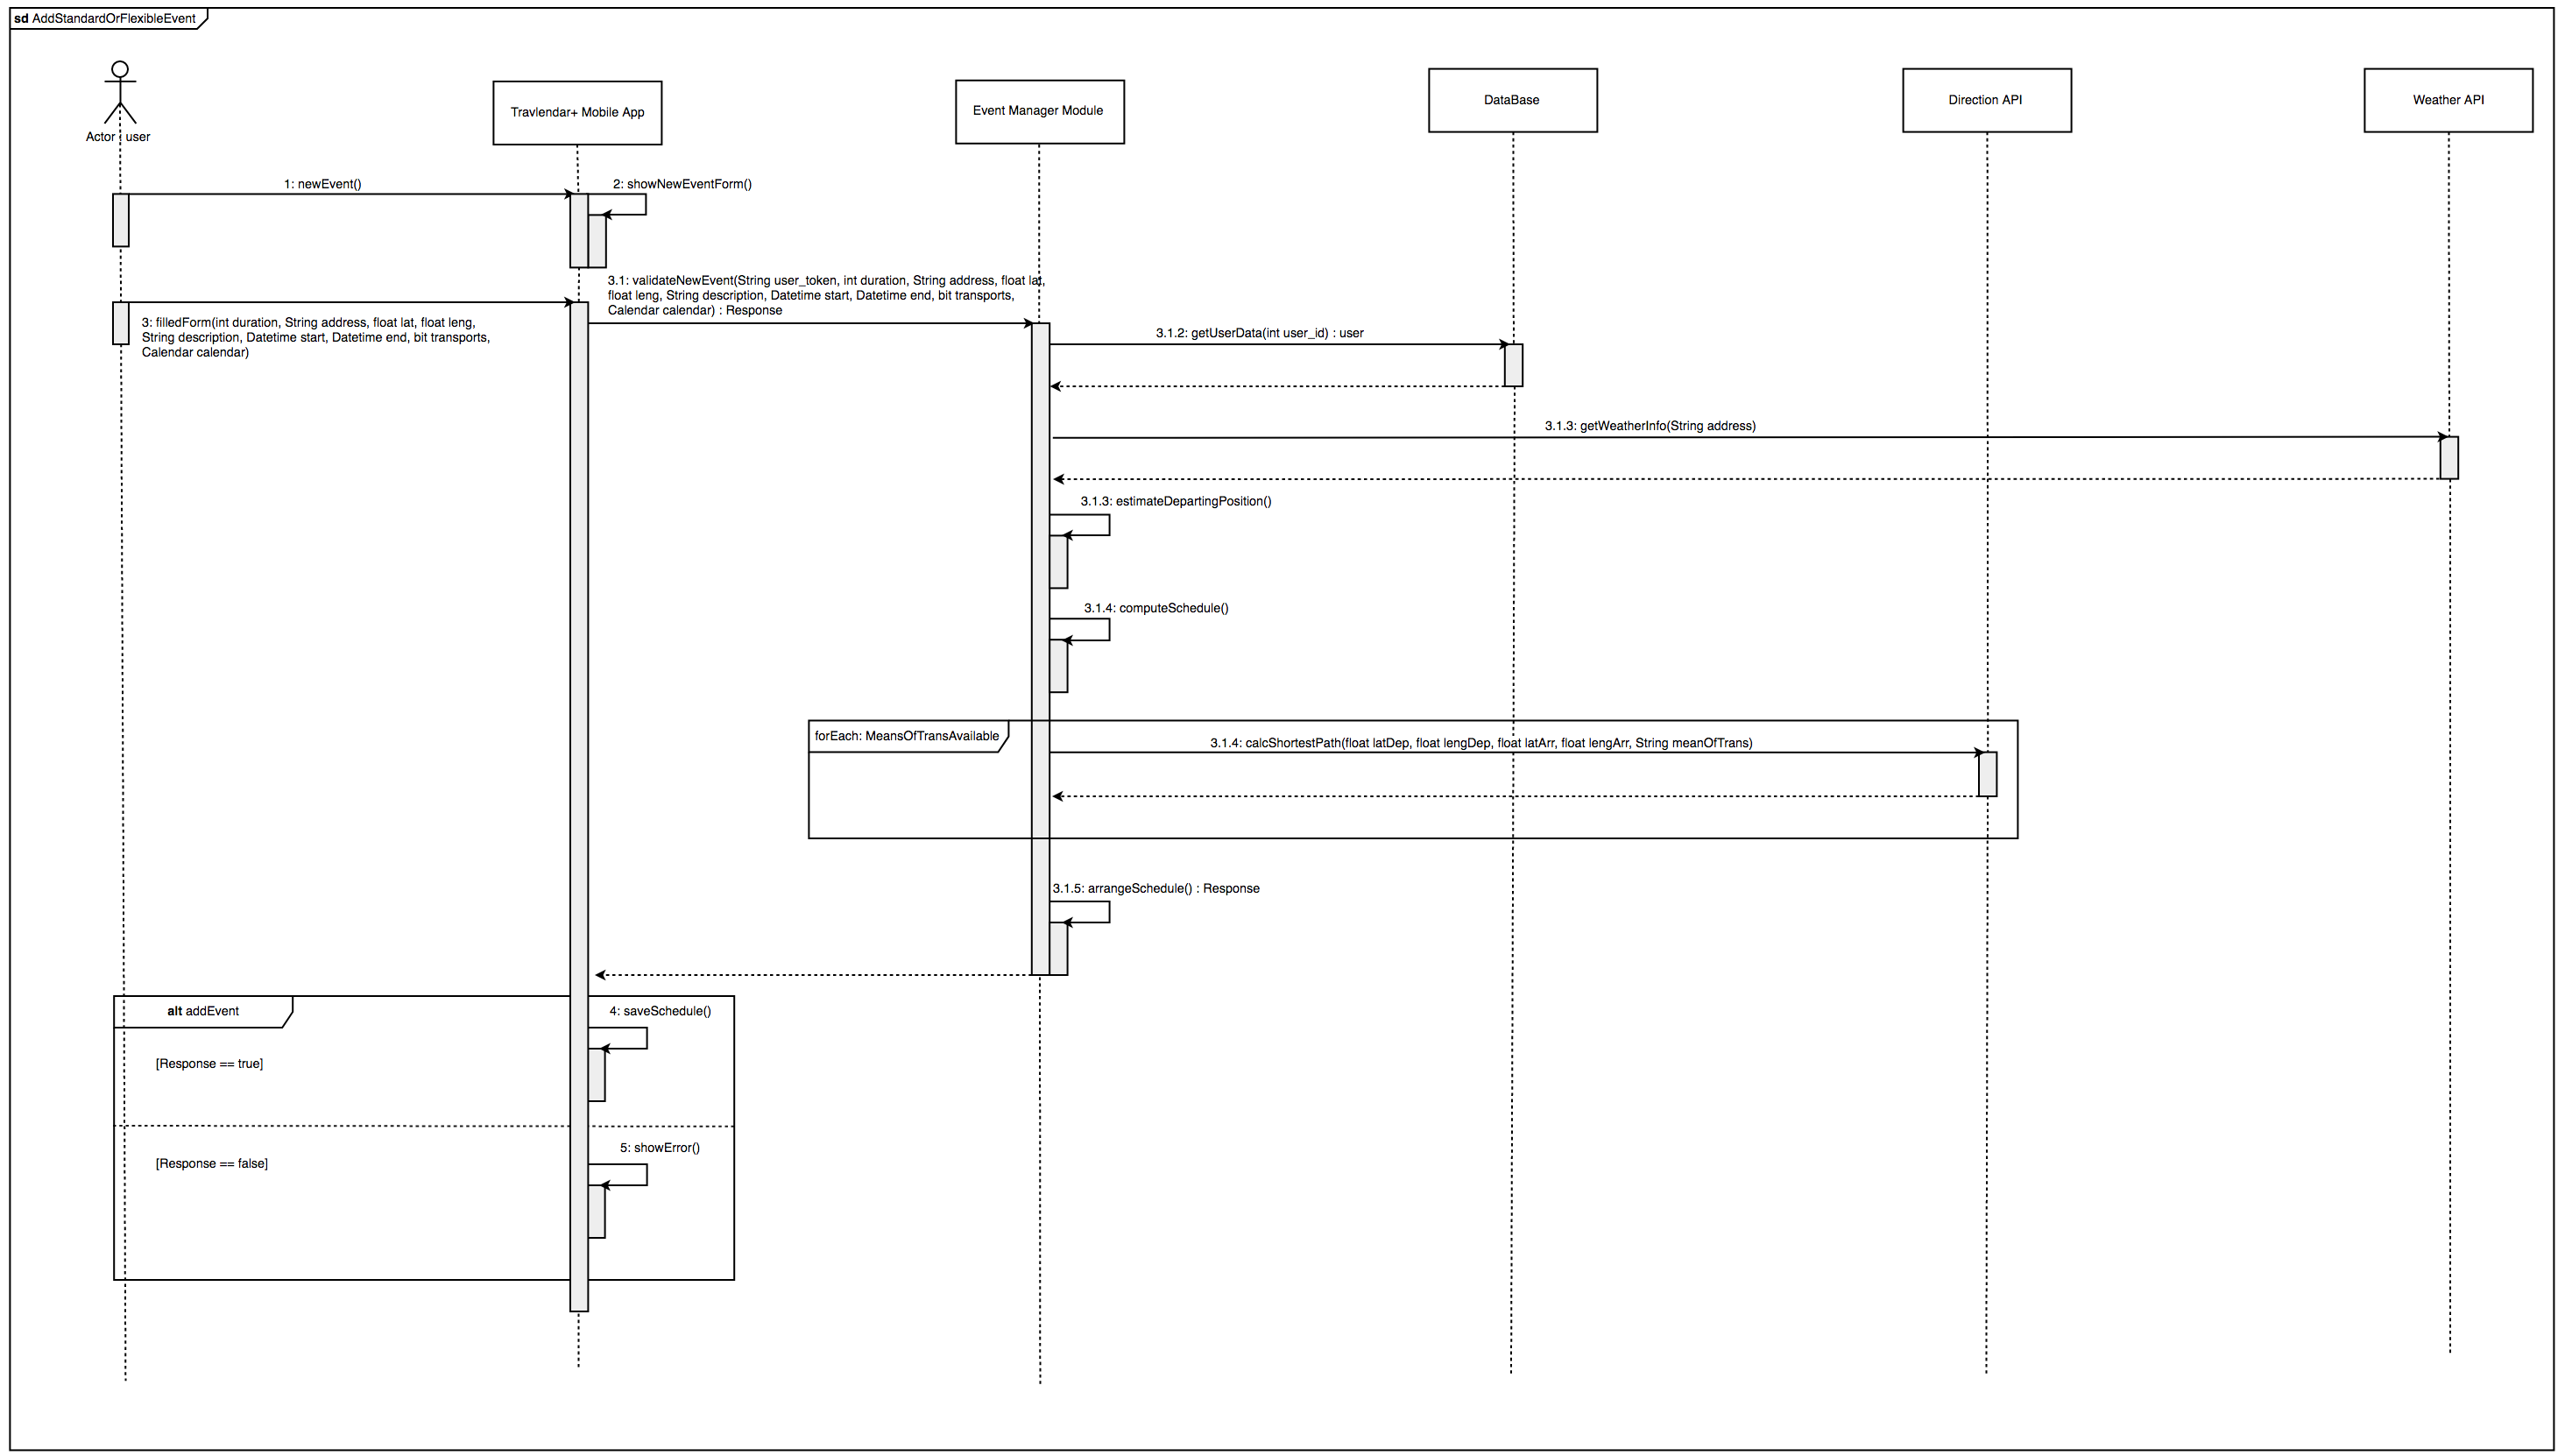 sd AddStandardOrFlexibleEvent
Actor : user
Travlendar+ Mobile App
Event Manager Module
DataBase
Direction API
Weather API
1: newEvent()
2: showNewEventForm()
3.1: validateNewEvent(String user_token, int duration, String address, float lat,
float leng, String description, Datetime start, Datetime end, bit transports,
Calendar calendar) : Response
3: filledForm(int duration, String address, float lat, float leng,
String description, Datetime start, Datetime end, bit transports,
Calendar calendar)
3.1.2: getUserData(int user_id) : user
3.1.3: getWeatherInfo(String address)
3.1.3: estimateDepartingPosition()
3.1.4: computeSchedule()
forEach: MeansOfTransAvailable
3.1.4: calcShortestPath(float latDep, float lengDep, float latArr, float lengArr, String meanOfTrans)
3.1.5: arrangeSchedule() : Response
alt addEvent
4: saveSchedule()
[Response == true]
5: showError()
[Response == false]